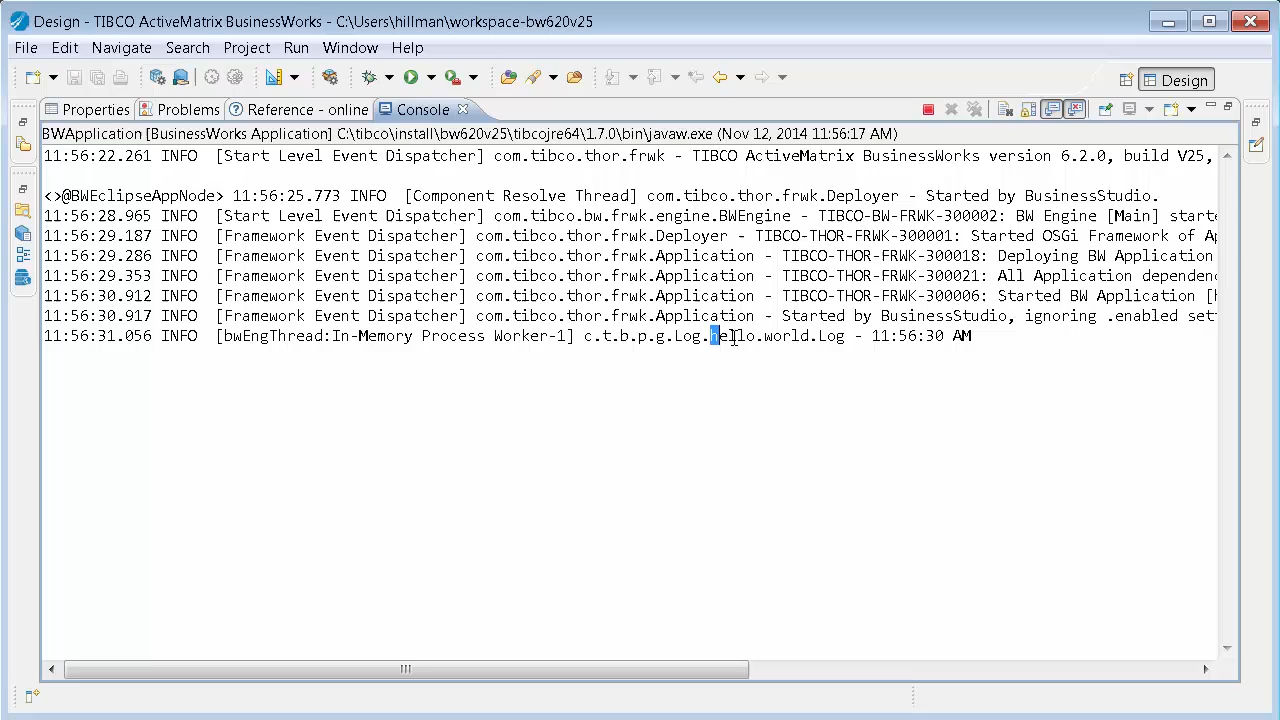 Design - TIBCO ActiveMatrix BusinessWorks - C:\Users\hillman\workspace-bw620v25
File Edit Navigate Search Project Run Window Help
Design
Properties Problems Reference - online Console
BWApplication [BusinessWorks Application] C:\tibco\install\bw620v25\tibcojre64\1.7.0\bin\javaw.exe (Nov 12, 2014 11:56:17 AM)
11:56:22.261 INFO [Start Level Event Dispatcher] com.tibco.thor.frwk - TIBCO ActiveMatrix BusinessWorks version 6.2.0, build V25,
<>@BWEclipseAppNode> 11:56:25.773 INFO [Component Resolve Thread] com.tibco.thor.frwk.Deployer - Started by BusinessStudio.
11:56:28.965 INFO [Start Level Event Dispatcher] com.tibco.bw.frwk.engine.BWEngine - TIBCO-BW-FRWK-300002: BW Engine [Main] starte
11:56:29.187 INFO [Framework Event Dispatcher] com.tibco.thor.frwk.Deployer - TIBCO-THOR-FRWK-300001: Started OSGi Framework of Ap
11:56:29.286 INFO [Framework Event Dispatcher] com.tibco.thor.frwk.Application - TIBCO-THOR-FRWK-300018: Deploying BW Application
11:56:29.353 INFO [Framework Event Dispatcher] com.tibco.thor.frwk.Application - TIBCO-THOR-FRWK-300021: All Application dependenc
11:56:30.912 INFO [Framework Event Dispatcher] com.tibco.thor.frwk.Application - TIBCO-THOR-FRWK-300006: Started BW Application [h
11:56:30.917 INFO [Framework Event Dispatcher] com.tibco.thor.frwk.Application - Started by BusinessStudio, ignoring .enabled sett
11:56:31.056 INFO [bwEngThread:In-Memory Process Worker-1] c.t.b.p.g.Log.hello.world.Log - 11:56:30 AM